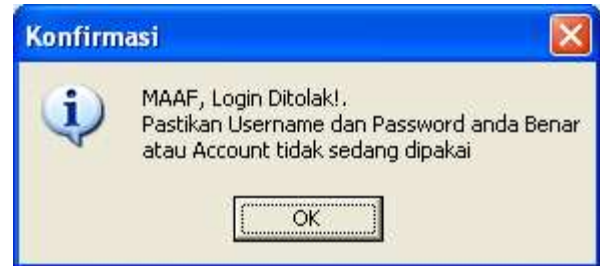 Konfirmasi
MAAF, Login Ditolak!.
Pastikan Username dan Password anda Benar
atau Account tidak sedang dipakai
OK